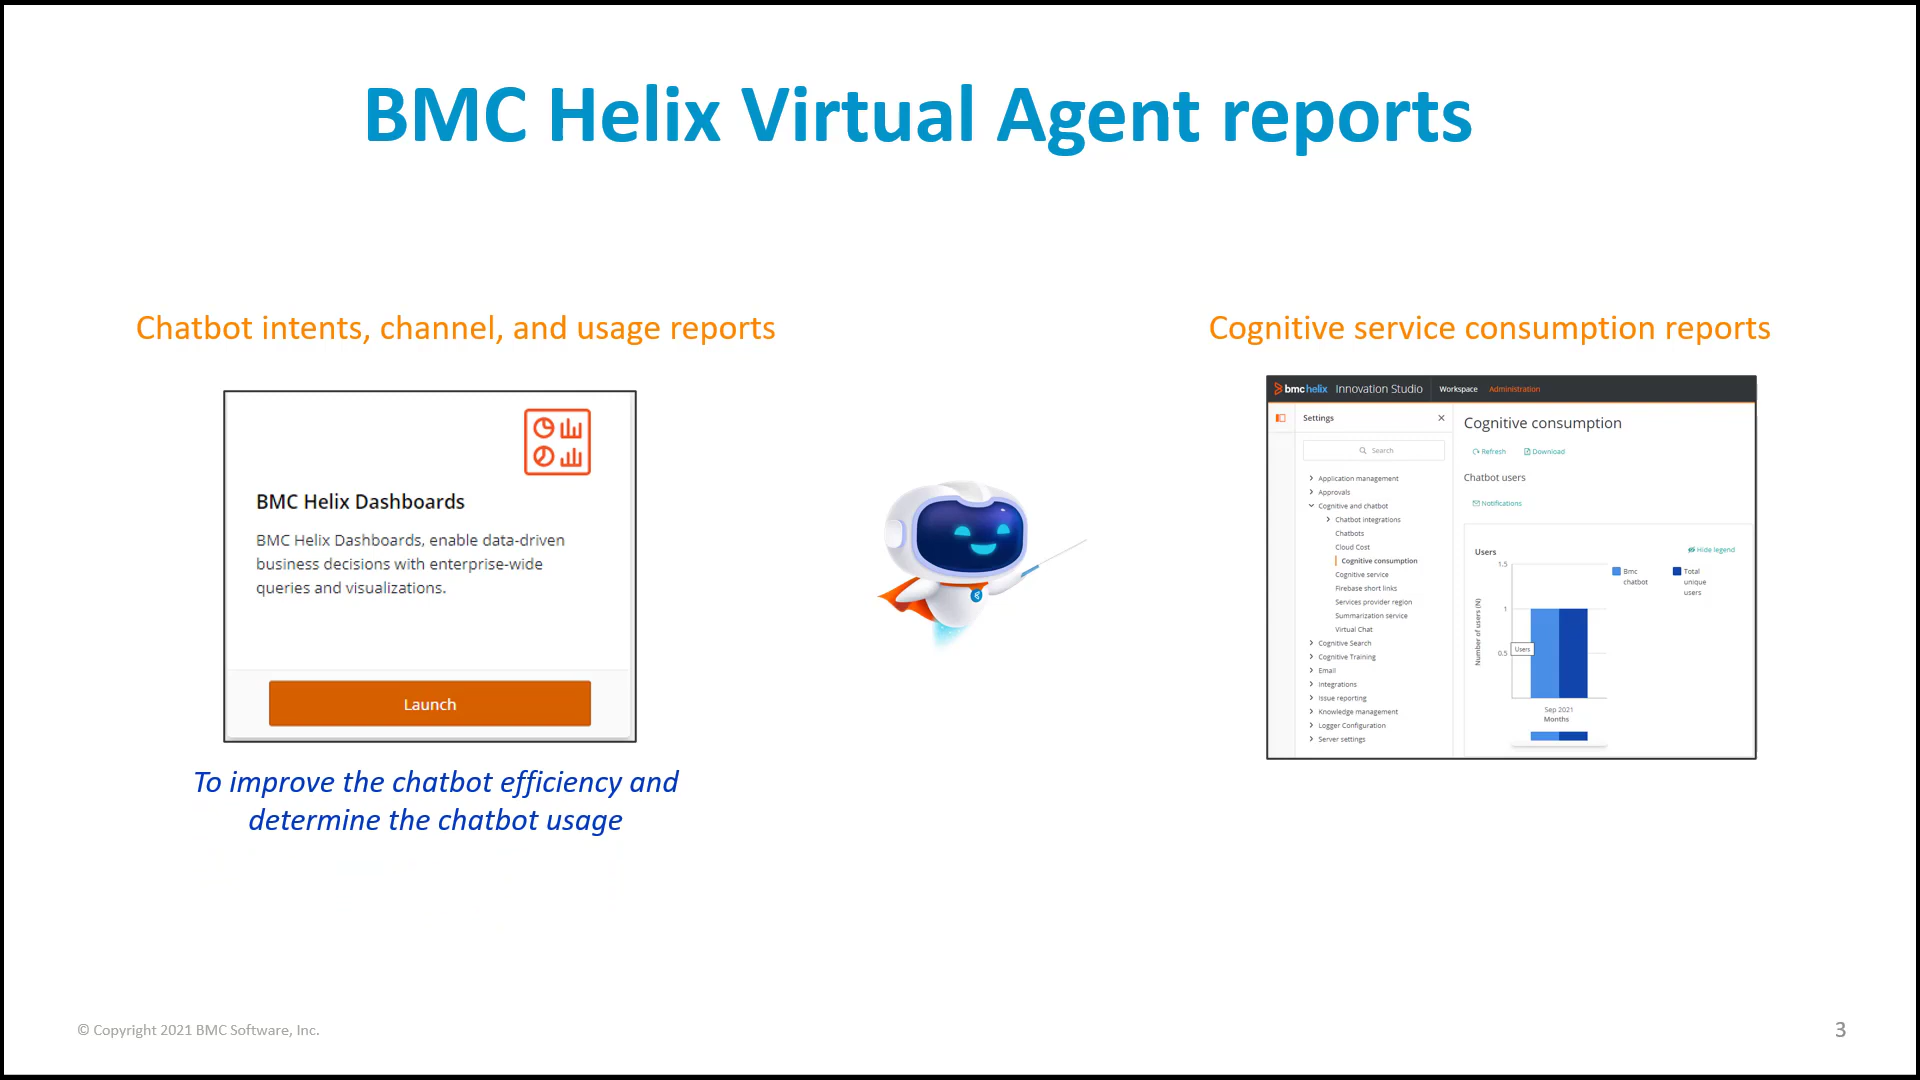 BMC Helix Virtual Agent reports
Chatbot intents, channel, and usage reports
BMC Helix Dashboards
BMC Helix Dashboards, enable data-driven
business decisions with enterprise-wide
queries and visualizations.
Launch
To improve the chatbot efficiency and
determine the chatbot usage
Cognitive service consumption reports
bmchelix Innovation Studio Workspace Administration
Settings
Search
Application management
Approvals
Cognitive and chatbot
Chatbot integrations
Chatbots
Cloud Cost
Cognitive consumption
Cognitive service
Firebase short links
Services provider region
Summarization service
Virtual Chat
Cognitive Search
Cognitive Training
Email
Integrations
Issue reporting
Knowledge management
Logger Configuration
Server settings
Cognitive consumption
Refresh Download
Chatbot users
Notifications
Users
Hide legend
Bmc
chatbot
Total
unique
users
Number of users (N)
1.5
1
0.5
Users
Sep 2021
Months
© Copyright 2021 BMC Software, Inc.
3